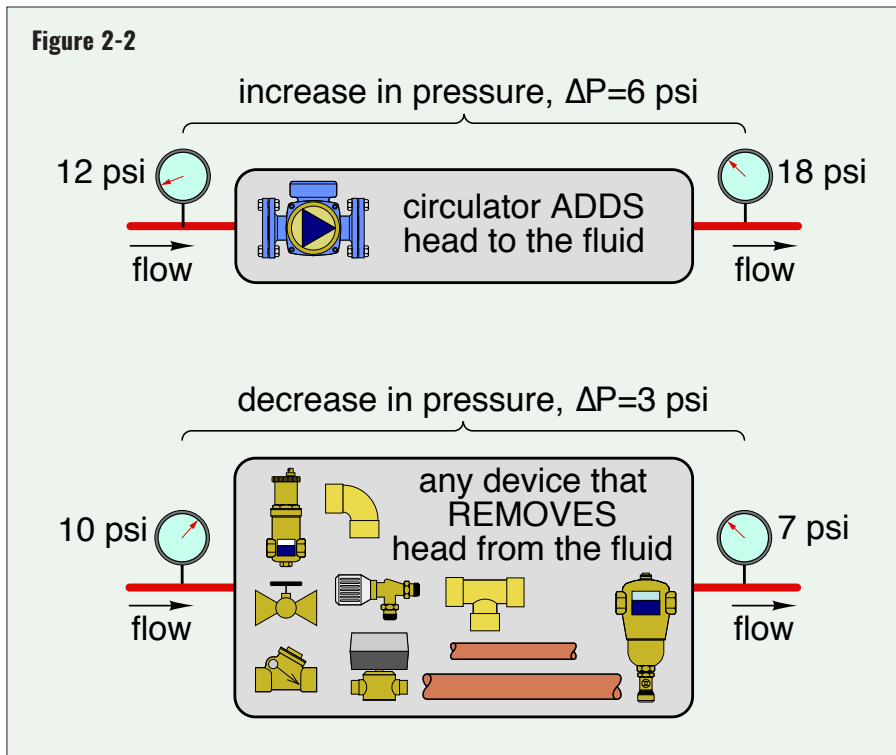 Figure 2-2
increase in pressure, ΔP=6 psi
12 psi
18 psi
circulator ADDS
head to the fluid
flow
flow
decrease in pressure, ΔP=3 psi
10 psi
7 psi
any device that
REMOVES
head from the fluid
flow
flow